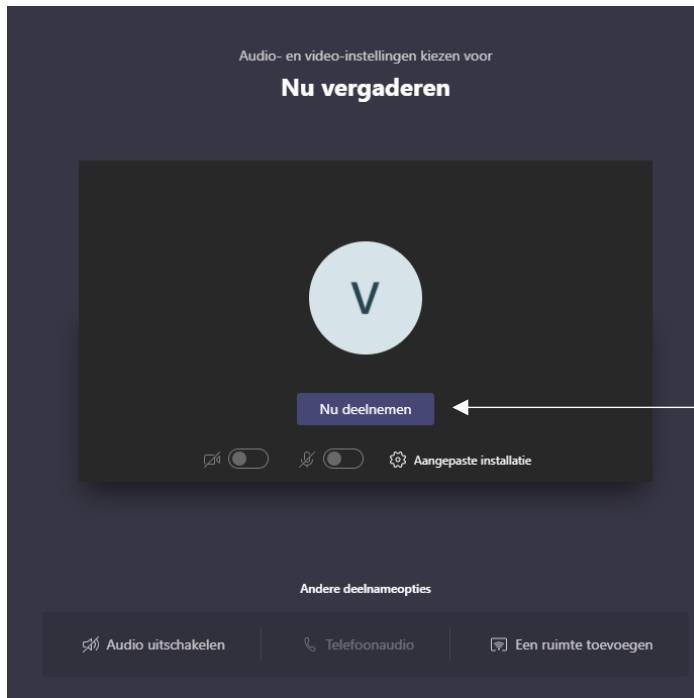 Audio- en video-instellingen kiezen voor
Nu vergaderen
V
Nu deelnemen
Aangepaste installatie
Andere deelnameopties
Audio uitschakelen
Telefoonaudio
Een ruimte toevoegen